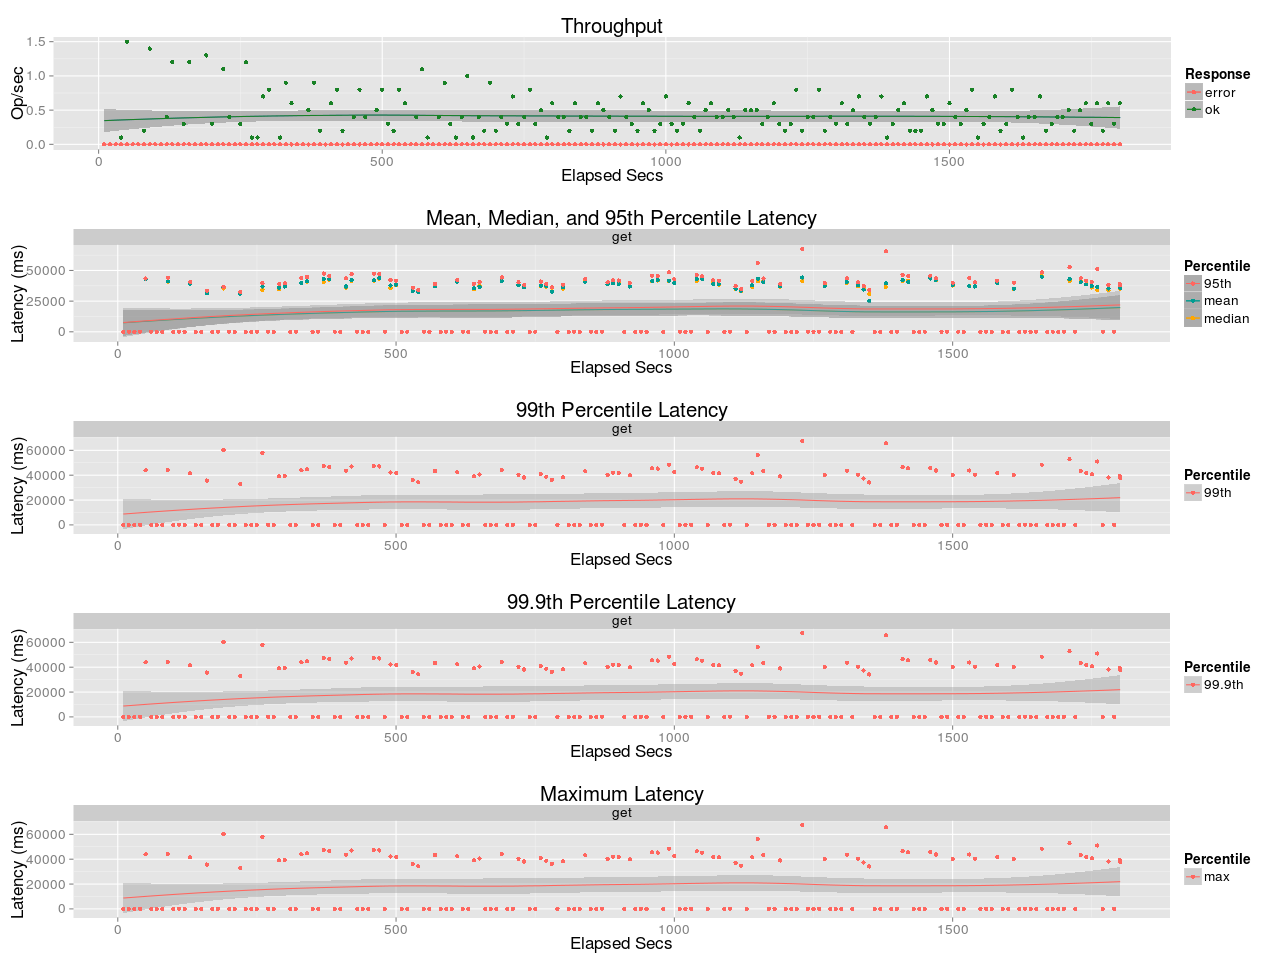 Throughput
1.5
1.0
0.5
0.0
Op/sec
0 500 1000 1500
Elapsed Secs
Response
error
ok
Mean, Median, and 95th Percentile Latency
get
50000
25000
0
Latency (ms)
0 500 1000 1500
Elapsed Secs
Percentile
95th
mean
median
99th Percentile Latency
get
60000
40000
20000
0
Latency (ms)
0 500 1000 1500
Elapsed Secs
Percentile
99th
99.9th Percentile Latency
get
60000
40000
20000
0
Latency (ms)
0 500 1000 1500
Elapsed Secs
Percentile
99.9th
Maximum Latency
get
60000
40000
20000
0
Latency (ms)
0 500 1000 1500
Elapsed Secs
Percentile
max